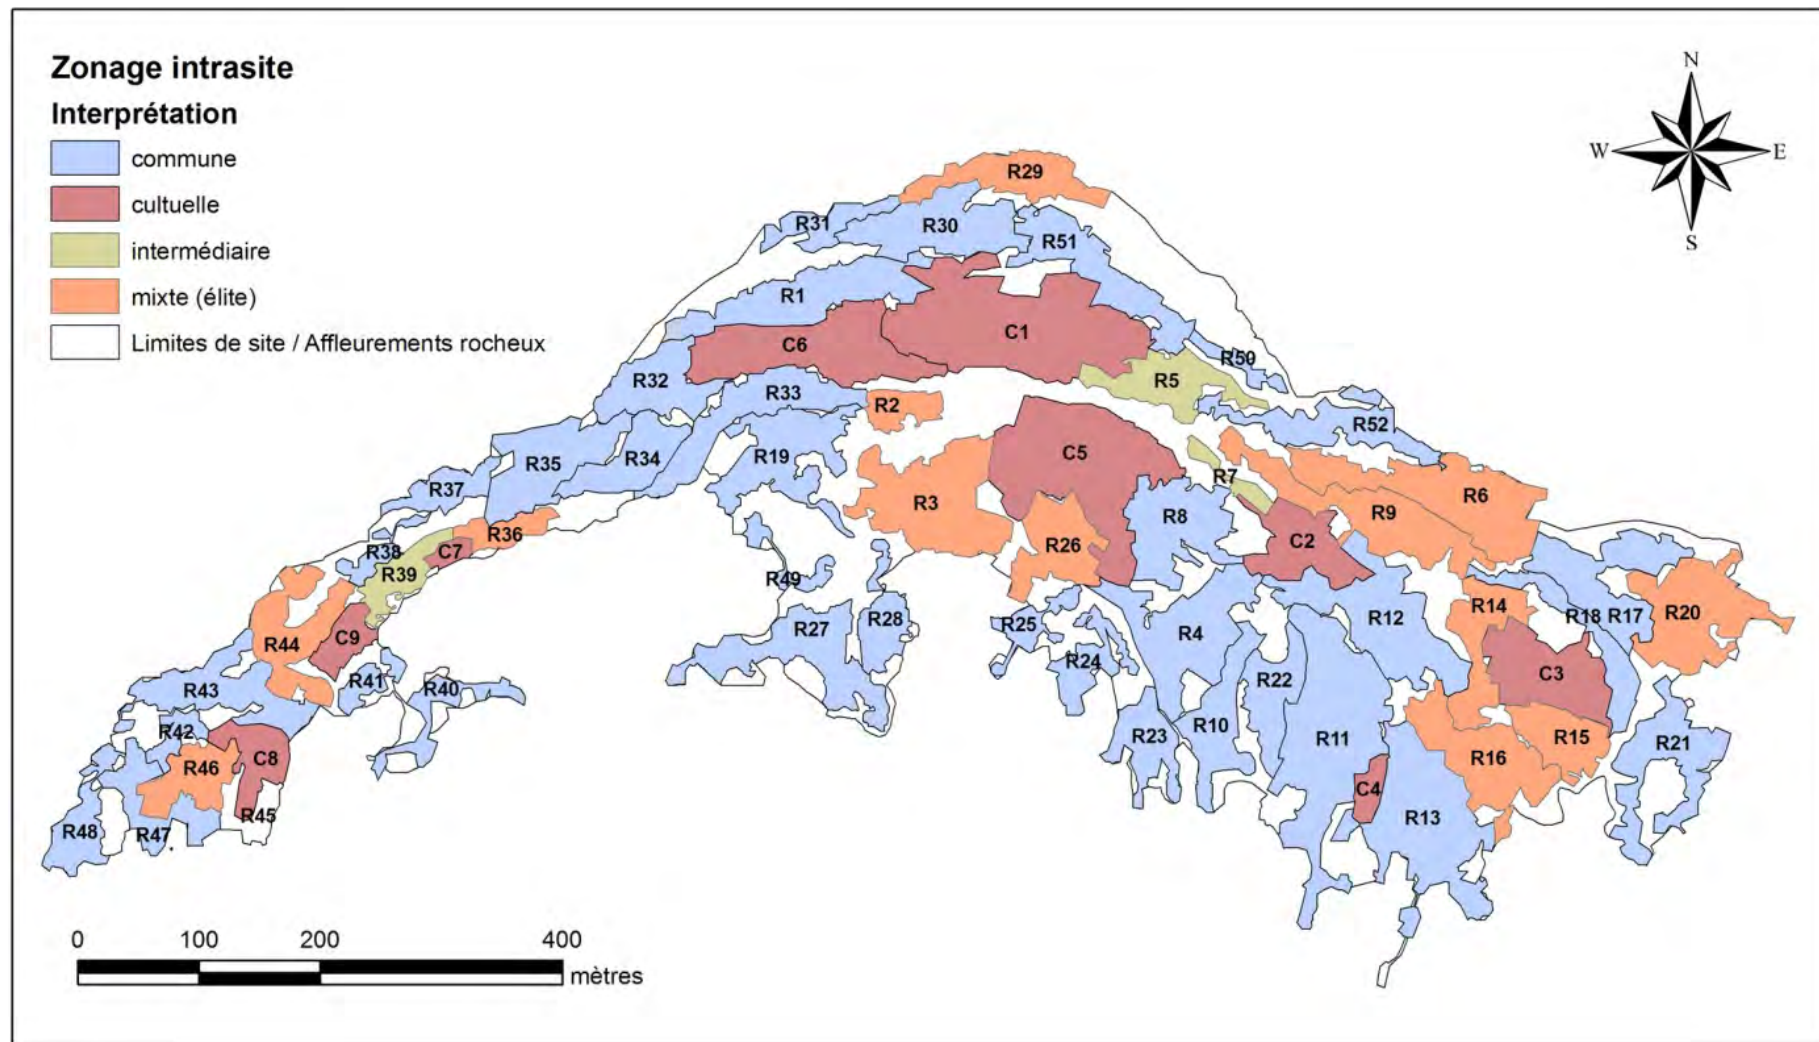 Zonage intrasite
Interprétation
commune
cultuelle
intermédiaire
mixte (élite)
Limites de site / Affleurements rocheux
N
W E
S
R29
R31 R30 R51
R1
C6 C1
R50
R32 R33 R2 R5
R52
R35 R34 R19 C5
R37 R3 R7 R6
R36 R8 R9
R38 C7 R26 C2
R39 R49
R44 C9 R27 R28 R25 R4 R12 R14 R18 R17 R20
R43 R41 R40 R24 R22 C3
R42 R23 R10 R11 R15 R21
R46 C8 R16
R48 R47 R45 C4 R13
0 100 200 400
mètres